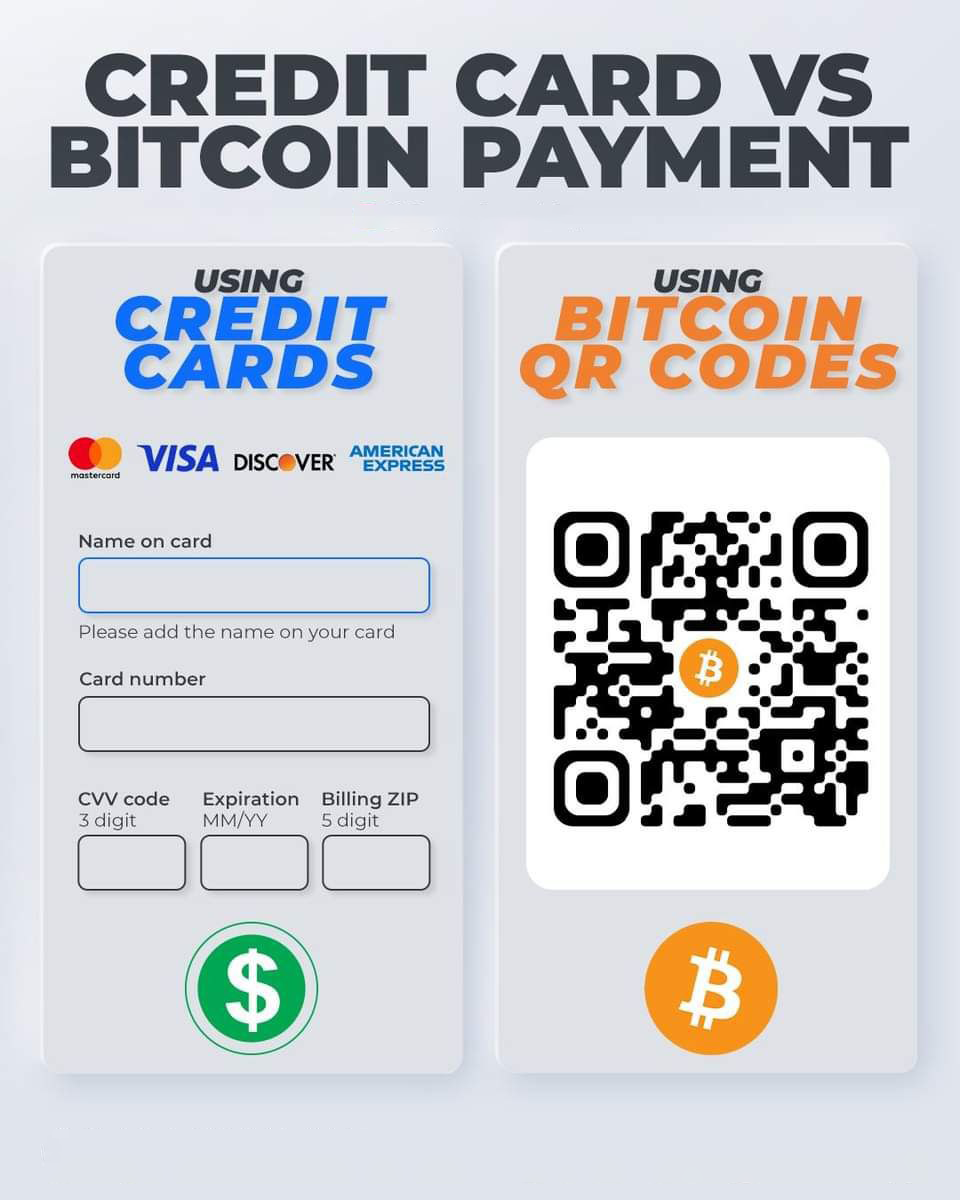 CREDIT CARD VS
BITCOIN PAYMENT
USING
CREDIT
CARDS
mastercard
VISA
DISCOVER
AMERICAN
EXPRESS
Name on card
Please add the name on your card
Card number
CVV code
3 digit
Expiration
MM/YY
Billing ZIP
5 digit
$
USING
BITCOIN
QR CODES
₿
₿